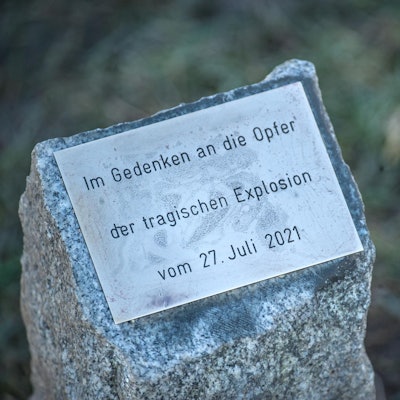 Im Gedenken an die Opfer
der tragischen Explosion
vom 27. Juli 2021